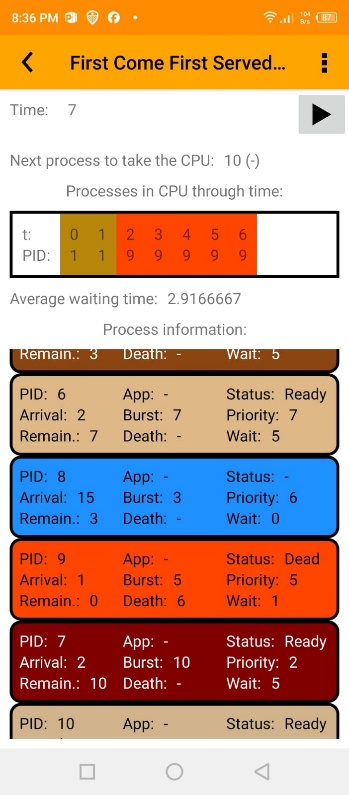 8:36 PM 104 B/s 87
First Come First Served...
Time: 7
Next process to take the CPU: 10 (-)
Processes in CPU through time:
t: 0 1 2 3 4 5 6
PID: 1 1 9 9 9 9 9
Average waiting time: 2.9166667
Process information:
Remain.: 3 Death: - Wait: 5
PID: 6 App: - Status: Ready
Arrival: 2 Burst: 7 Priority: 7
Remain.: 7 Death: - Wait: 5
PID: 8 App: - Status: -
Arrival: 15 Burst: 3 Priority: 6
Remain.: 3 Death: - Wait: 0
PID: 9 App: - Status: Dead
Arrival: 1 Burst: 5 Priority: 5
Remain.: 0 Death: 6 Wait: 1
PID: 7 App: - Status: Ready
Arrival: 2 Burst: 10 Priority: 2
Remain.: 10 Death: - Wait: 5
PID: 10 App: - Status: Ready